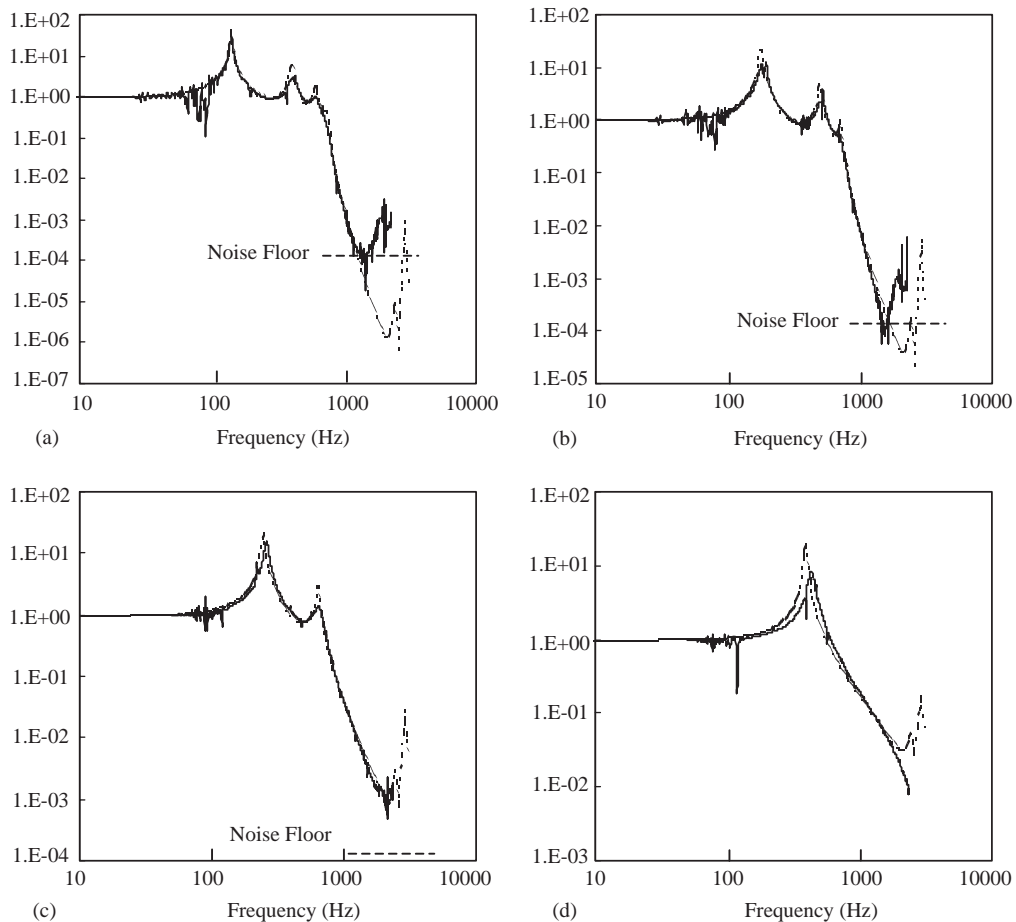 1.E+02
1.E+01
1.E+00
1.E-01
1.E-02
1.E-03
1.E-04
1.E-05
1.E-06
1.E-07
Noise Floor
10 100 1000 10000
(a) Frequency (Hz)
1.E+02
1.E+01
1.E+00
1.E-01
1.E-02
1.E-03
1.E-04
1.E-05
Noise Floor
10 100 1000 10000
(b) Frequency (Hz)
1.E+02
1.E+01
1.E+00
1.E-01
1.E-02
1.E-03
1.E-04
Noise Floor
10 100 1000 10000
(c) Frequency (Hz)
1.E+02
1.E+01
1.E+00
1.E-01
1.E-02
1.E-03
10 100 1000 10000
(d) Frequency (Hz)